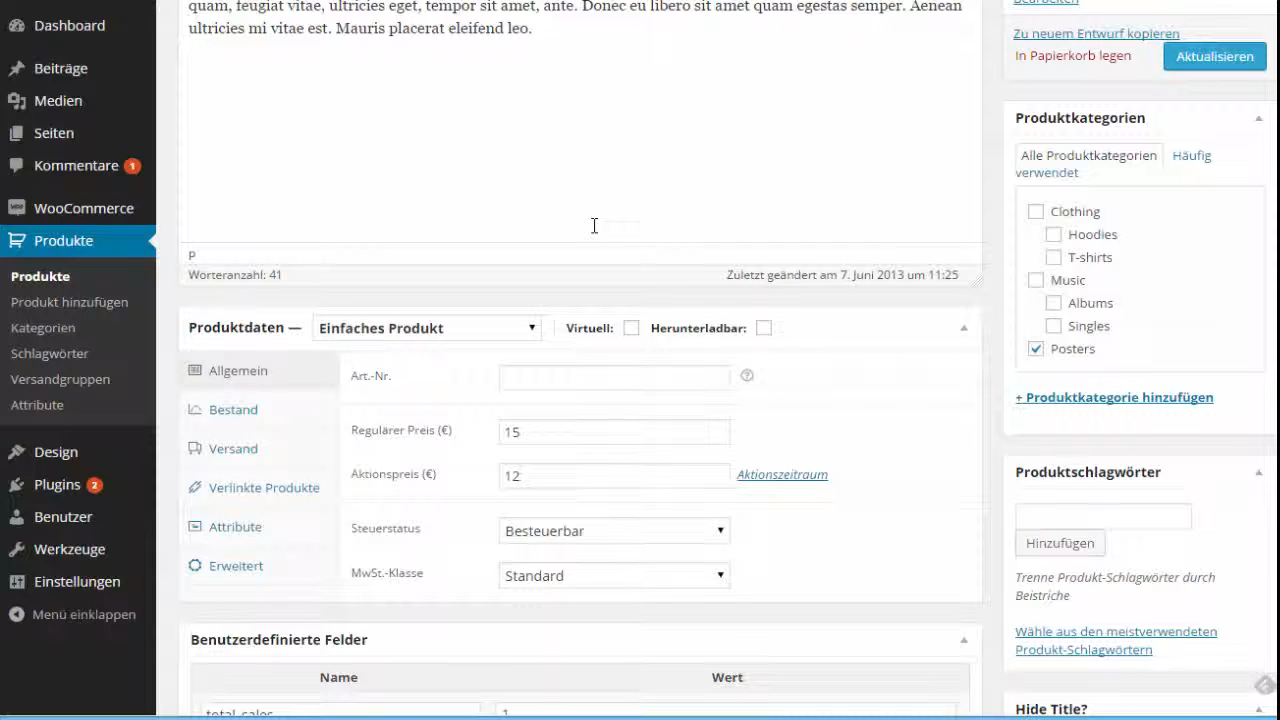 Dashboard
Beiträge
Medien
Seiten
Kommentare 1
WooCommerce
Produkte
Produkte
Produkt hinzufügen
Kategorien
Schlagwörter
Versandgruppen
Attribute
Design
Plugins 2
Benutzer
Werkzeuge
Einstellungen
Menü einklappen
quam, feugiat vitae, ultricies eget, tempor sit amet, ante. Donec eu libero sit amet quam egestas semper. Aenean
ultricies mi vitae est. Mauris placerat eleifend leo.
P
Worteranzahl: 41
Zuletzt geändert am 7. Juni 2013 um 11:25
Produktdaten — Einfaches Produkt Virtuell: Herunterladbar:
Allgemein
Bestand
Versand
Verlinkte Produkte
Attribute
Erweitert
Art.-Nr.
Regulärer Preis (€) 15
Aktionspreis (€) 12 Aktionszeitraum
Steuerstatus Besteuerbar
MwSt.-Klasse Standard
Benutzerdefinierte Felder
Name Wert
total_sales 1
Bearbeiten
Zu neuem Entwurf kopieren
In Papierkorb legen Aktualisieren
Produktkategorien
Alle Produktkategorien Häufig
verwendet
Clothing
Hoodies
T-shirts
Music
Albums
Singles
Posters
+ Produktkategorie hinzufügen
Produktschlagwörter
Hinzufügen
Trenne Produkt-Schlagwörter durch
Beistriche
Wähle aus den meistverwendeten
Produkt-Schlagwörtern
Hide Title?